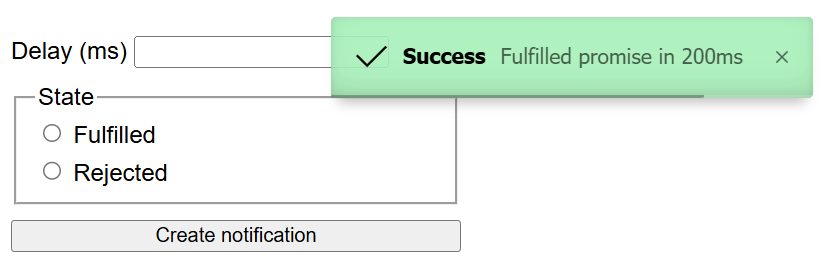 Delay (ms)
Success Fulfilled promise in 200ms ×
State
Fulfilled
Rejected
Create notification